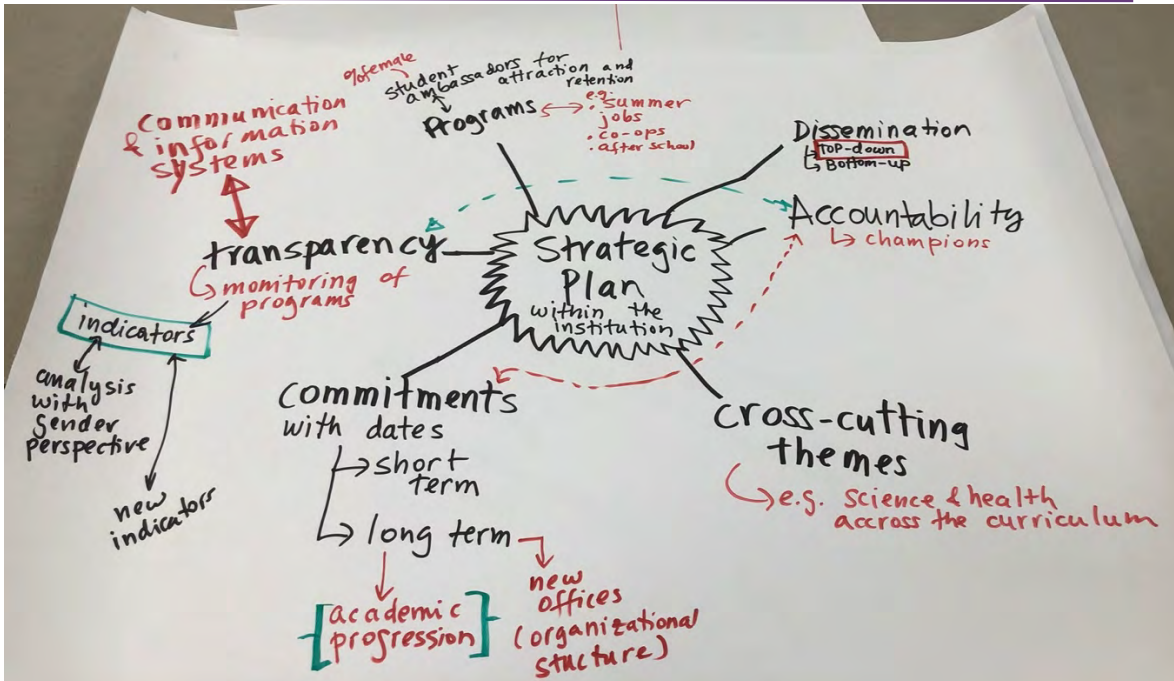 % female
student
ambassadors for
attraction and
retention
Programs
e.g.
• summer
jobs
• co-ops
• after school
Communication
& information
systems
Dissemination
Top-down
Bottom-up
Accountability
champions
transparency
monitoring of
programs
Strategic
Plan
within the
institution
indicators
analysis
with
gender
perspective
new
indicators
commitments
with dates
short
term
long term
academic
progression
new
offices
(organizational
stucture)
cross-cutting
themes
e.g. science & health
accross the curriculum